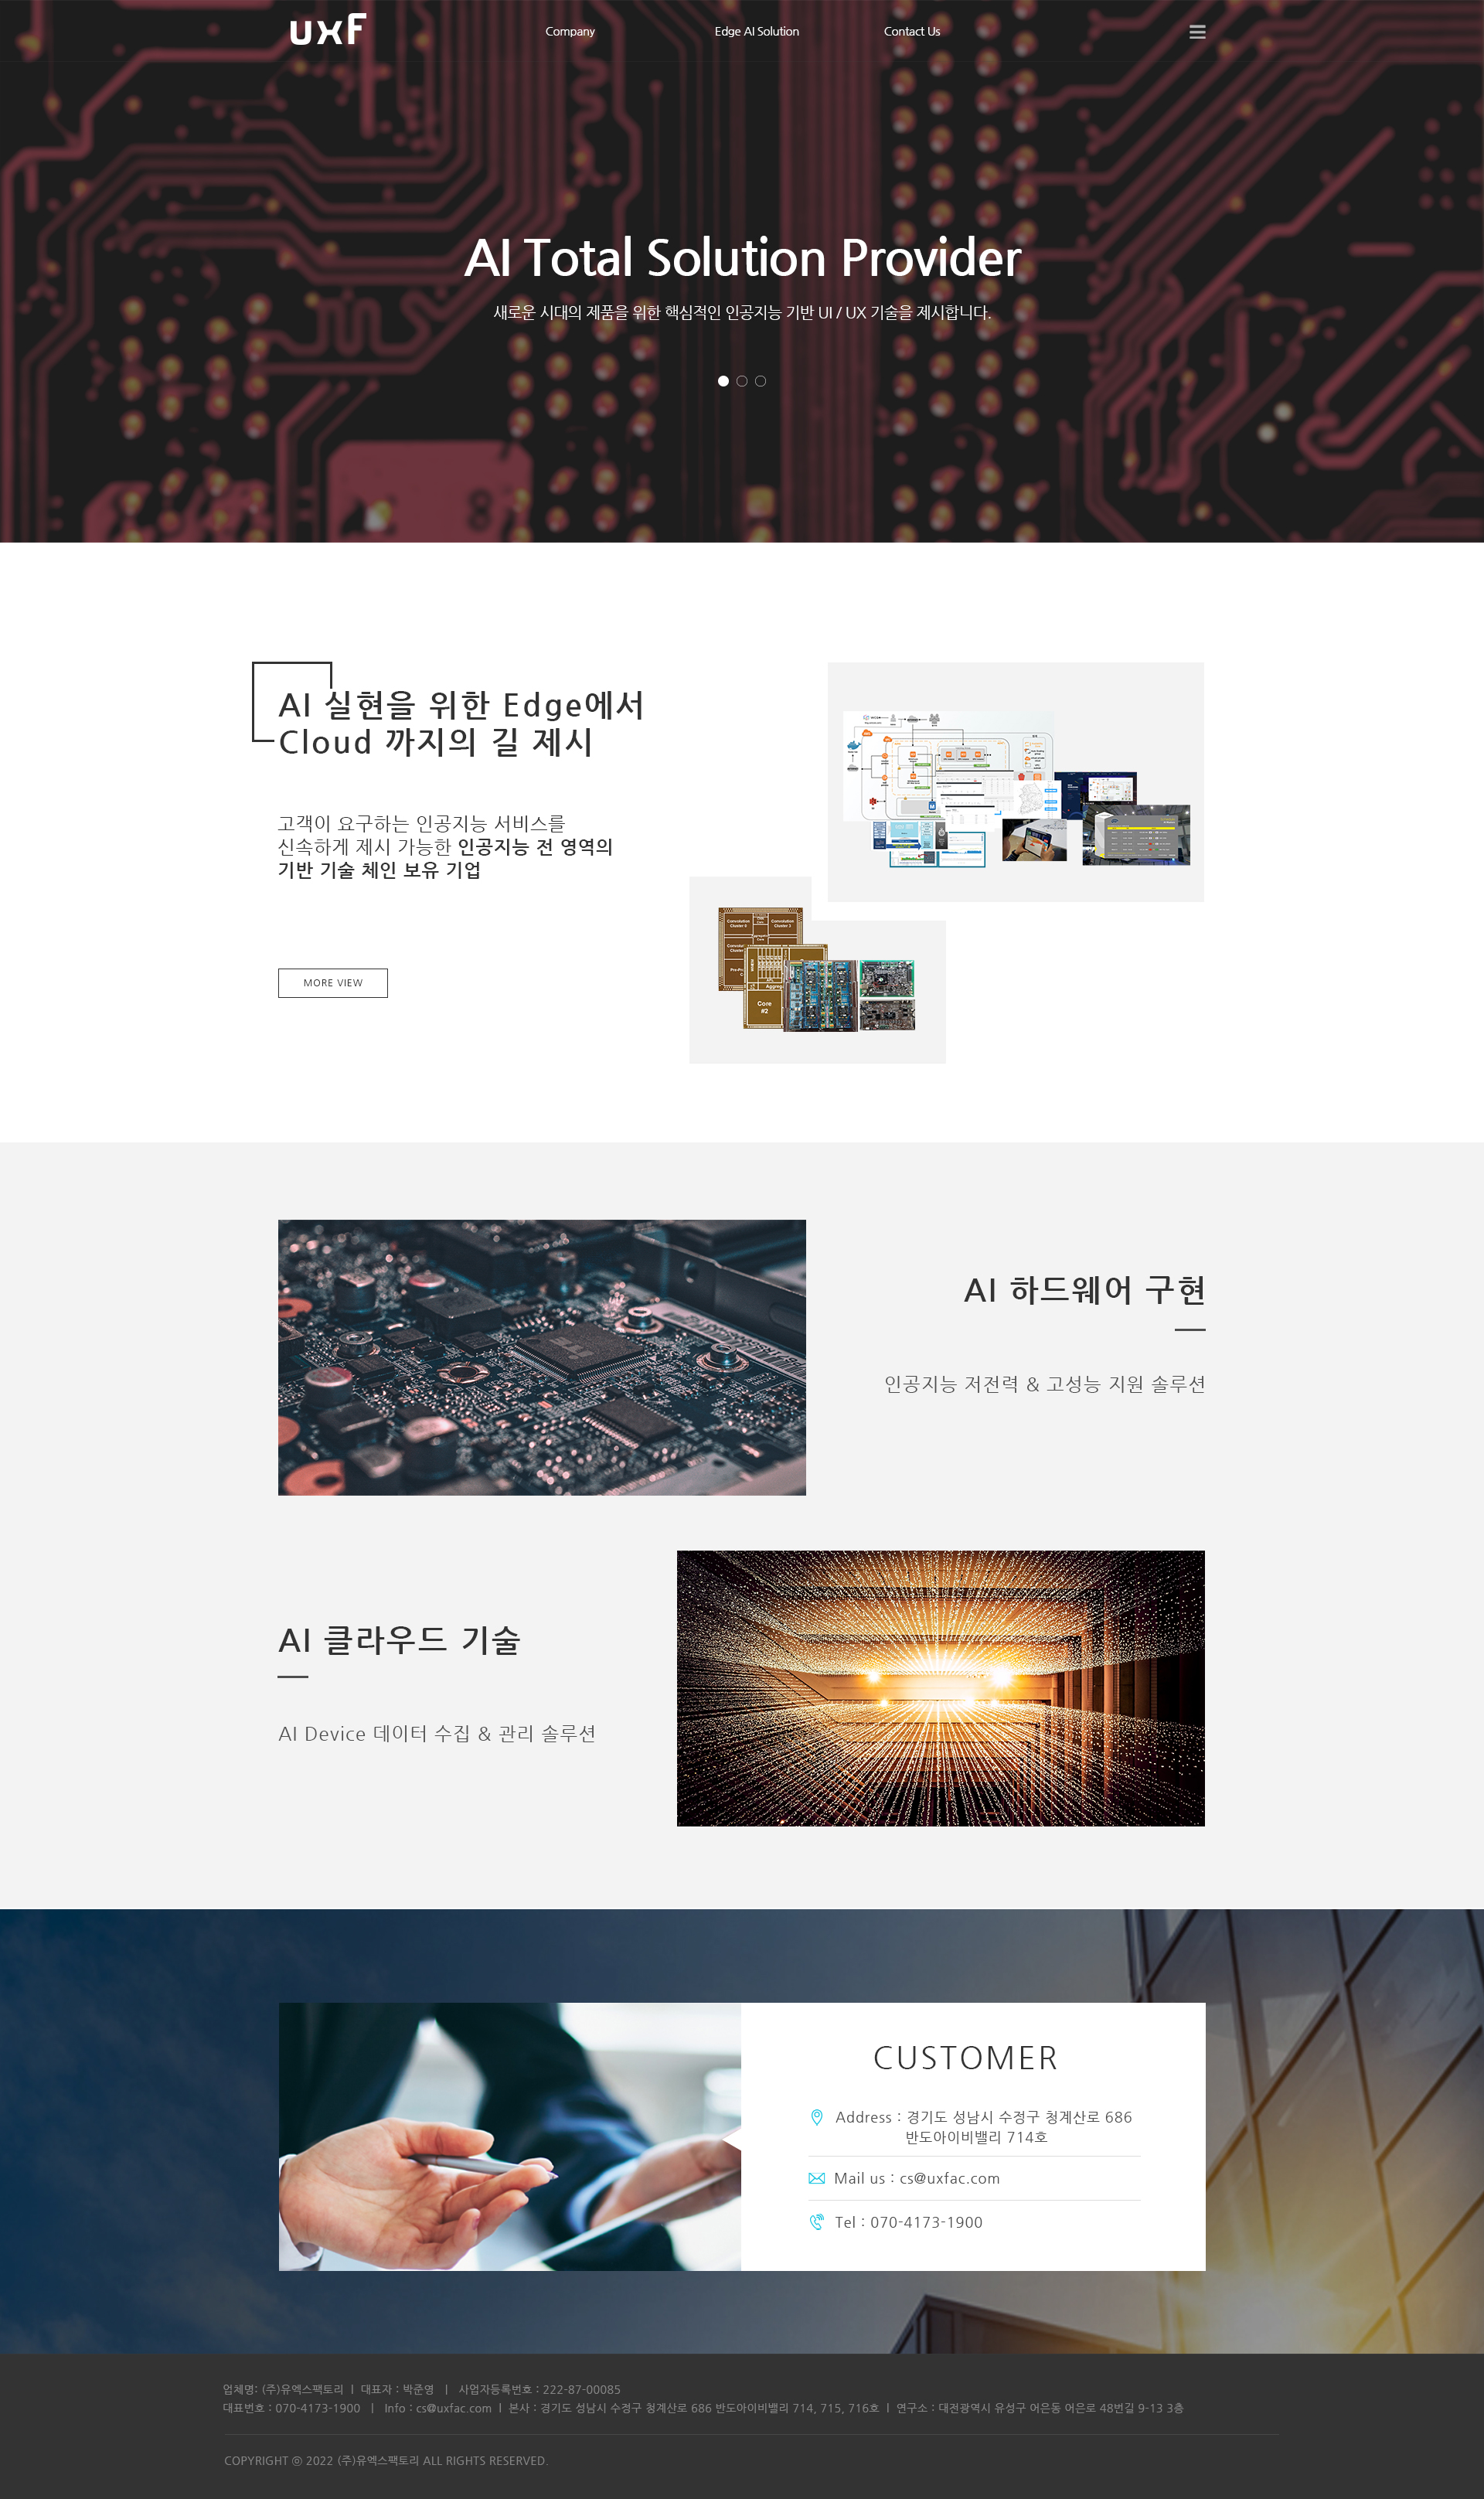 uxF
Company
Edge AI Solution
Contact Us
AI Total Solution Provider
새로운 시대의 제품을 위한 핵심적인 인공지능 기반 UI / UX 기술을 제시합니다.
AI 실현을 위한 Edge에서
Cloud 까지의 길 제시
고객이 요구하는 인공지능 서비스를
신속하게 제시 가능한 인공지능 전 영역의
기반 기술 체인 보유 기업
MORE VIEW
Convolution
Cluster 3
Core
#2
AI 하드웨어 구현
인공지능 저전력 & 고성능 지원 솔루션
AI 클라우드 기술
AI Device 데이터 수집 & 관리 솔루션
CUSTOMER
Address : 경기도 성남시 수정구 청계산로 686
반도아이비밸리 714호
Mail us : cs@uxfac.com
Tel : 070-4173-1900
업체명: (주)유엑스팩토리 | 대표자 : 박준영 | 사업자등록번호 : 222-87-00085
대표번호 : 070-4173-1900 | Info : cs@uxfac.com | 본사 : 경기도 성남시 수정구 청계산로 686 반도아이비밸리 714, 715, 716호 | 연구소 : 대전광역시 유성구 어은동 어은로 48번길 9-13 3층
COPYRIGHT ⓒ 2022 (주)유엑스팩토리 ALL RIGHTS RESERVED.